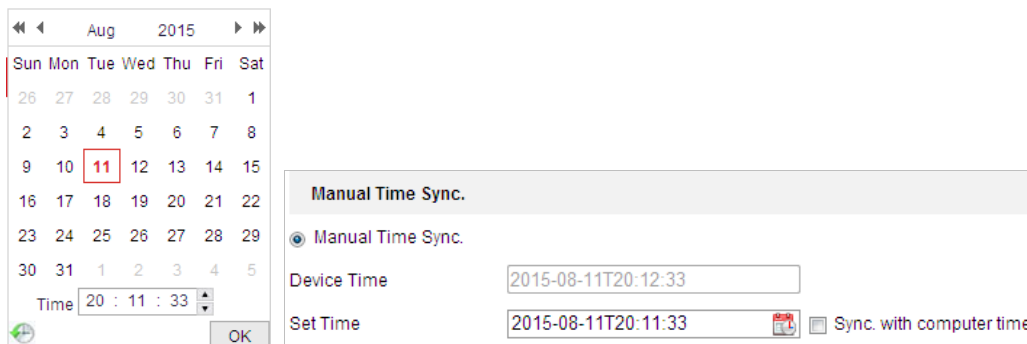 Aug 2015
Sun Mon Tue Wed Thu Fri Sat
26 27 28 29 30 31 1
2 3 4 5 6 7 8
9 10 11 12 13 14 15
16 17 18 19 20 21 22
23 24 25 26 27 28 29
30 31 1 2 3 4 5
Time 20 : 11 : 33
OK
Manual Time Sync.
Manual Time Sync.
Device Time 2015-08-11T20:12:33
Set Time 2015-08-11T20:11:33 Sync. with computer time